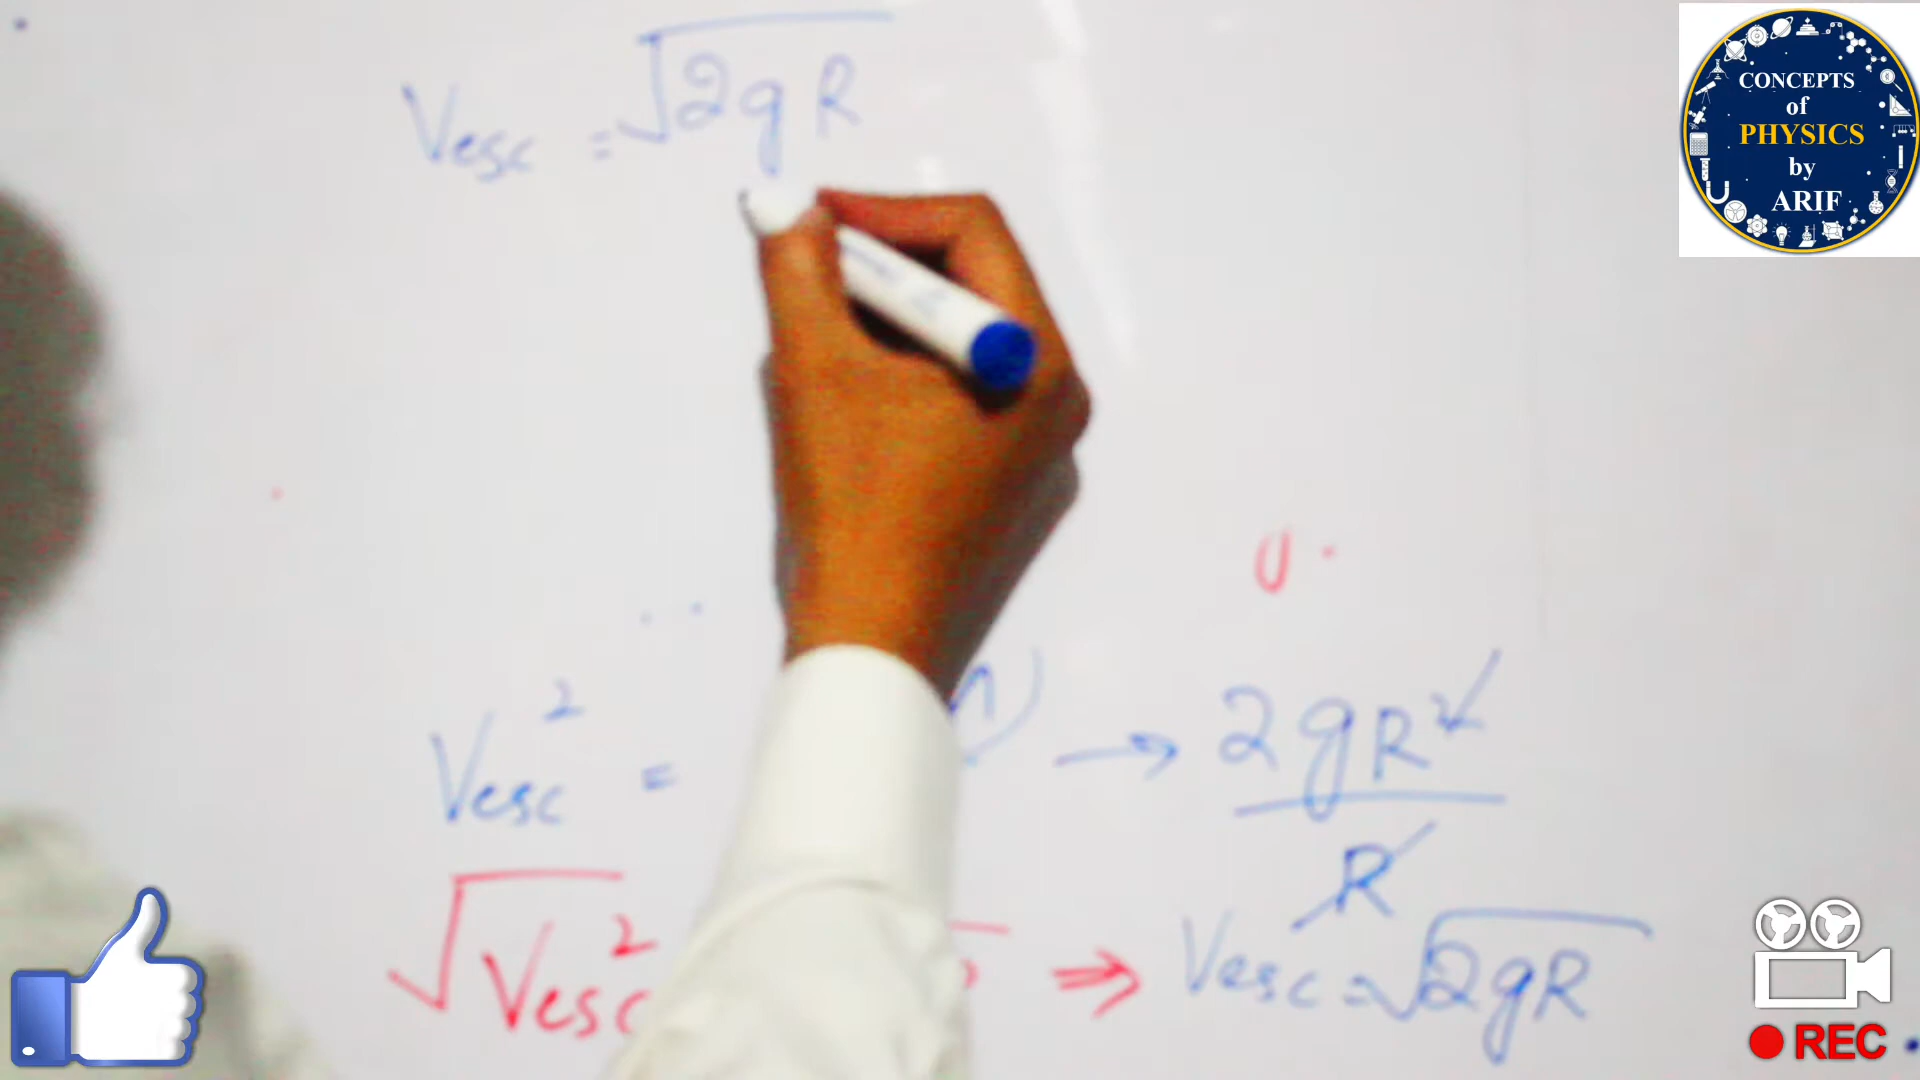 Vesc = √2gR
CONCEPTS
of
PHYSICS
by
ARIF
U
Vesc² = → 2gR² / R
√Vesc² ⇒ Vesc = √2gR
REC